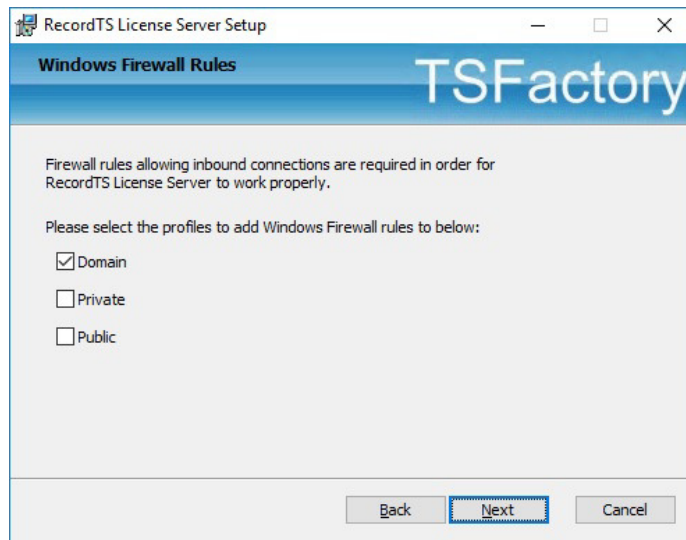 RecordTS License Server Setup
Windows Firewall Rules
TSFactory
Firewall rules allowing inbound connections are required in order for
RecordTS License Server to work properly.
Please select the profiles to add Windows Firewall rules to below:
Domain
Private
Public
Back Next Cancel